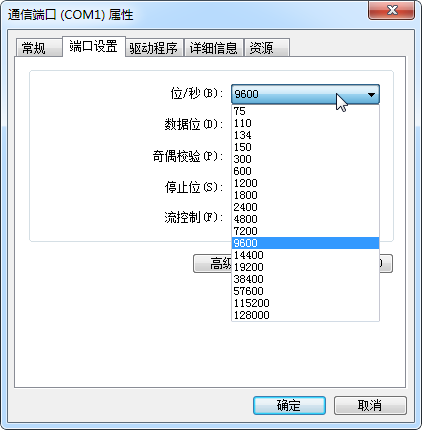 通信端口 (COM1) 属性
常规 端口设置 驱动程序 详细信息 资源
位/秒(B): 9600
75
数据位(D): 110
134
奇偶校验(P): 150
300
600
停止位(S): 1200
1800
2400
流控制(F): 4800
7200
9600
高级 14400
19200
38400
57600
115200
128000
确定 取消